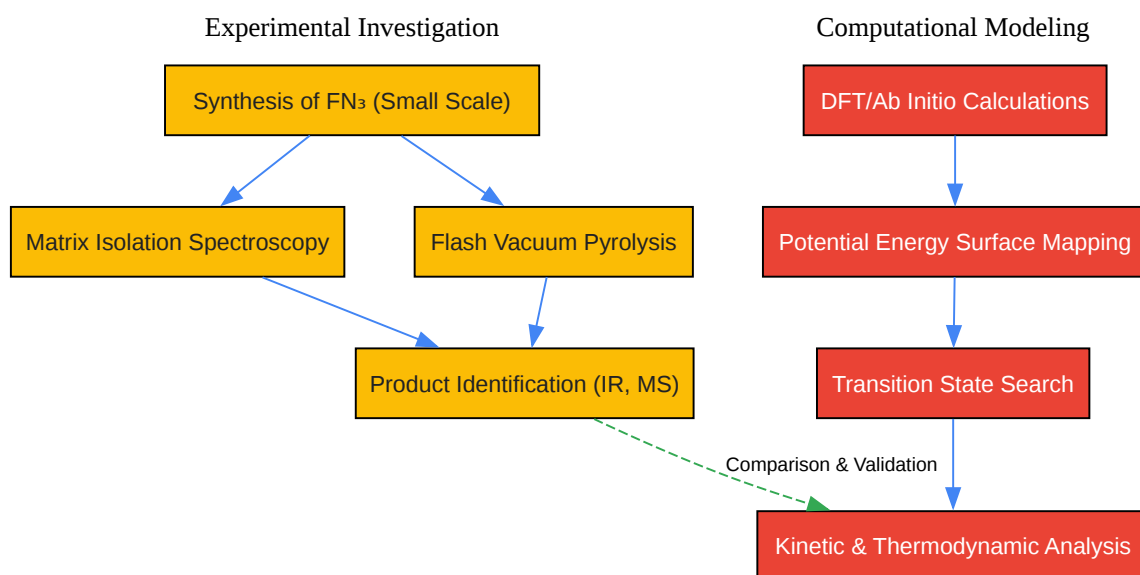 Experimental Investigation
Computational Modeling
Synthesis of FN₃ (Small Scale)
DFT/Ab Initio Calculations
Matrix Isolation Spectroscopy
Flash Vacuum Pyrolysis
Potential Energy Surface Mapping
Product Identification (IR, MS)
Transition State Search
Comparison & Validation
Kinetic & Thermodynamic Analysis